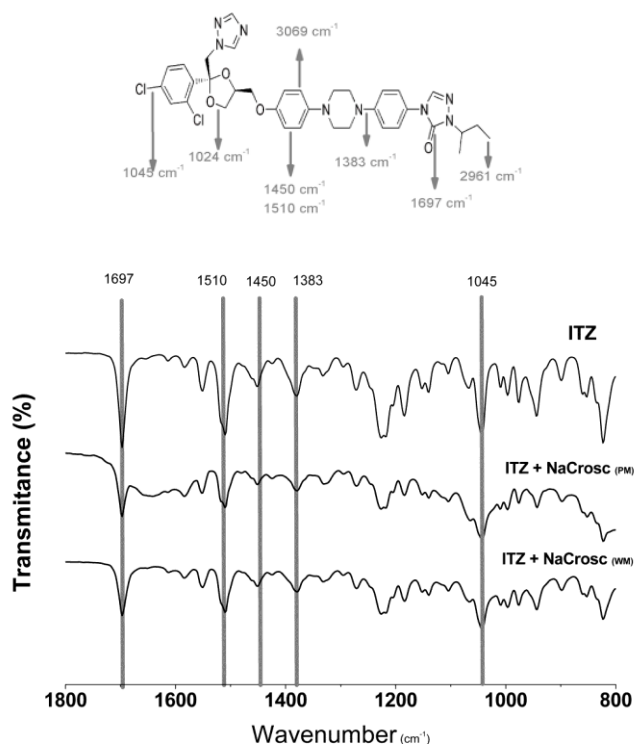 3069 cm⁻¹
N
N
N
O
Cl
Cl
O
O
N
N
N
N
N
O
1045 cm⁻¹
1024 cm⁻¹
1450 cm⁻¹
1510 cm⁻¹
1383 cm⁻¹
1697 cm⁻¹
2961 cm⁻¹
1697
1510
1450
1383
1045
ITZ
ITZ + NaCrosc (PM)
ITZ + NaCrosc (WM)
Transmitance (%)
1800
1600
1400
1200
1000
800
Wavenumber (cm⁻¹)